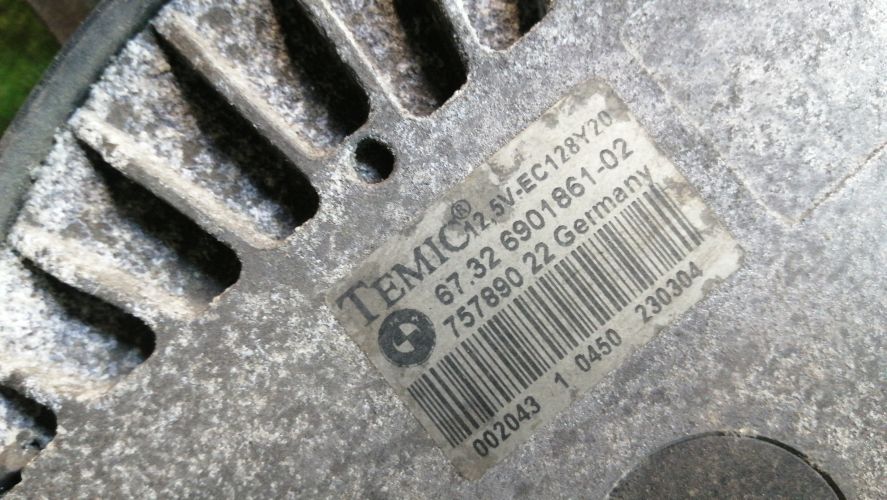 TEMIC® 12,5V-EC128Y20
67.32 6901861-02
757890 22 Germany
002043 1 0450 230304